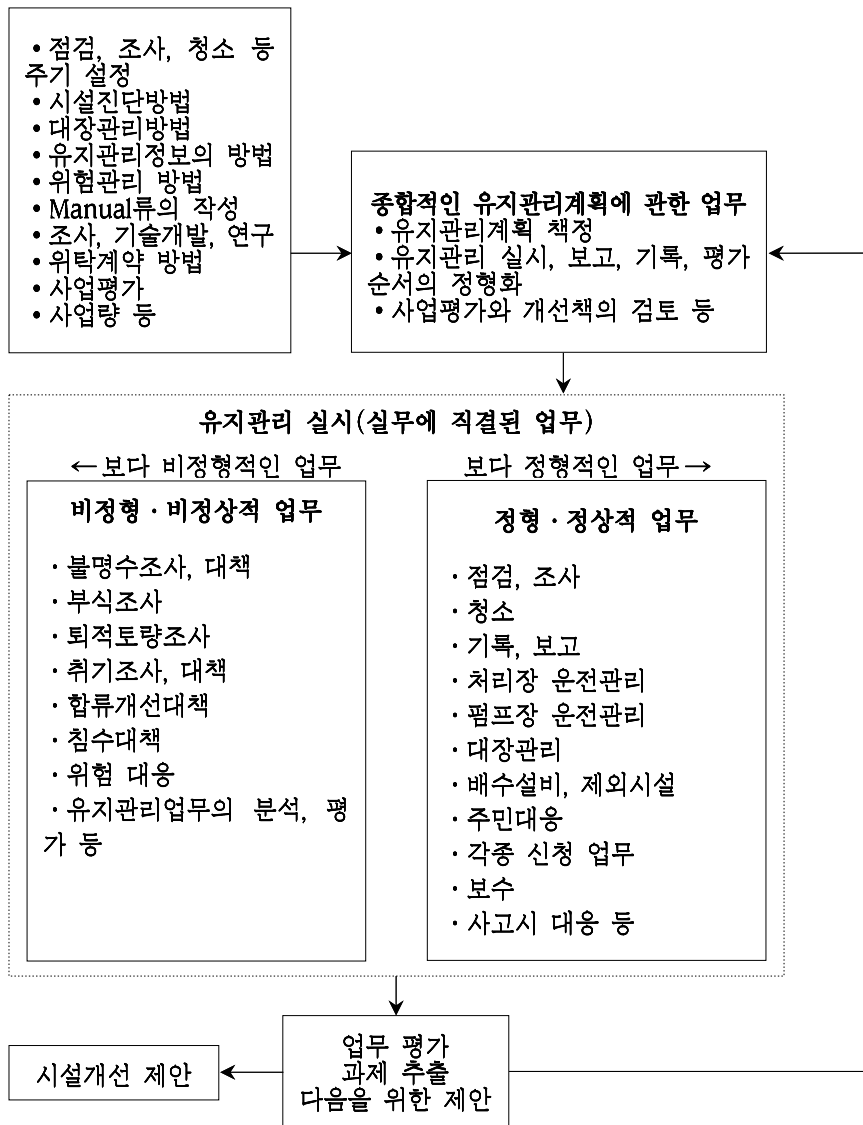 • 점검, 조사, 청소 등
주기 설정
• 시설진단방법
• 대장관리방법
• 유지관리정보의 방법
• 위험관리 방법
• Manual류의 작성
• 조사, 기술개발, 연구
• 위탁계약 방법
• 사업평가
• 사업량 등
종합적인 유지관리계획에 관한 업무
• 유지관리계획 책정
• 유지관리 실시, 보고, 기록, 평가
순서의 정형화
• 사업평가와 개선책의 검토 등
유지관리 실시(실무에 직결된 업무)
←보다 비정형적인 업무
비정형·비정상적 업무
·불명수조사, 대책
·부식조사
·퇴적토량조사
·취기조사, 대책
·합류개선대책
·침수대책
·위험 대응
·유지관리업무의 분석, 평
가 등
보다 정형적인 업무→
정형·정상적 업무
·점검, 조사
·청소
·기록, 보고
·처리장 운전관리
·펌프장 운전관리
·대장관리
·배수설비, 제외시설
·주민대응
·각종 신청 업무
·보수
·사고시 대응 등
업무 평가
과제 추출
다음을 위한 제안
시설개선 제안